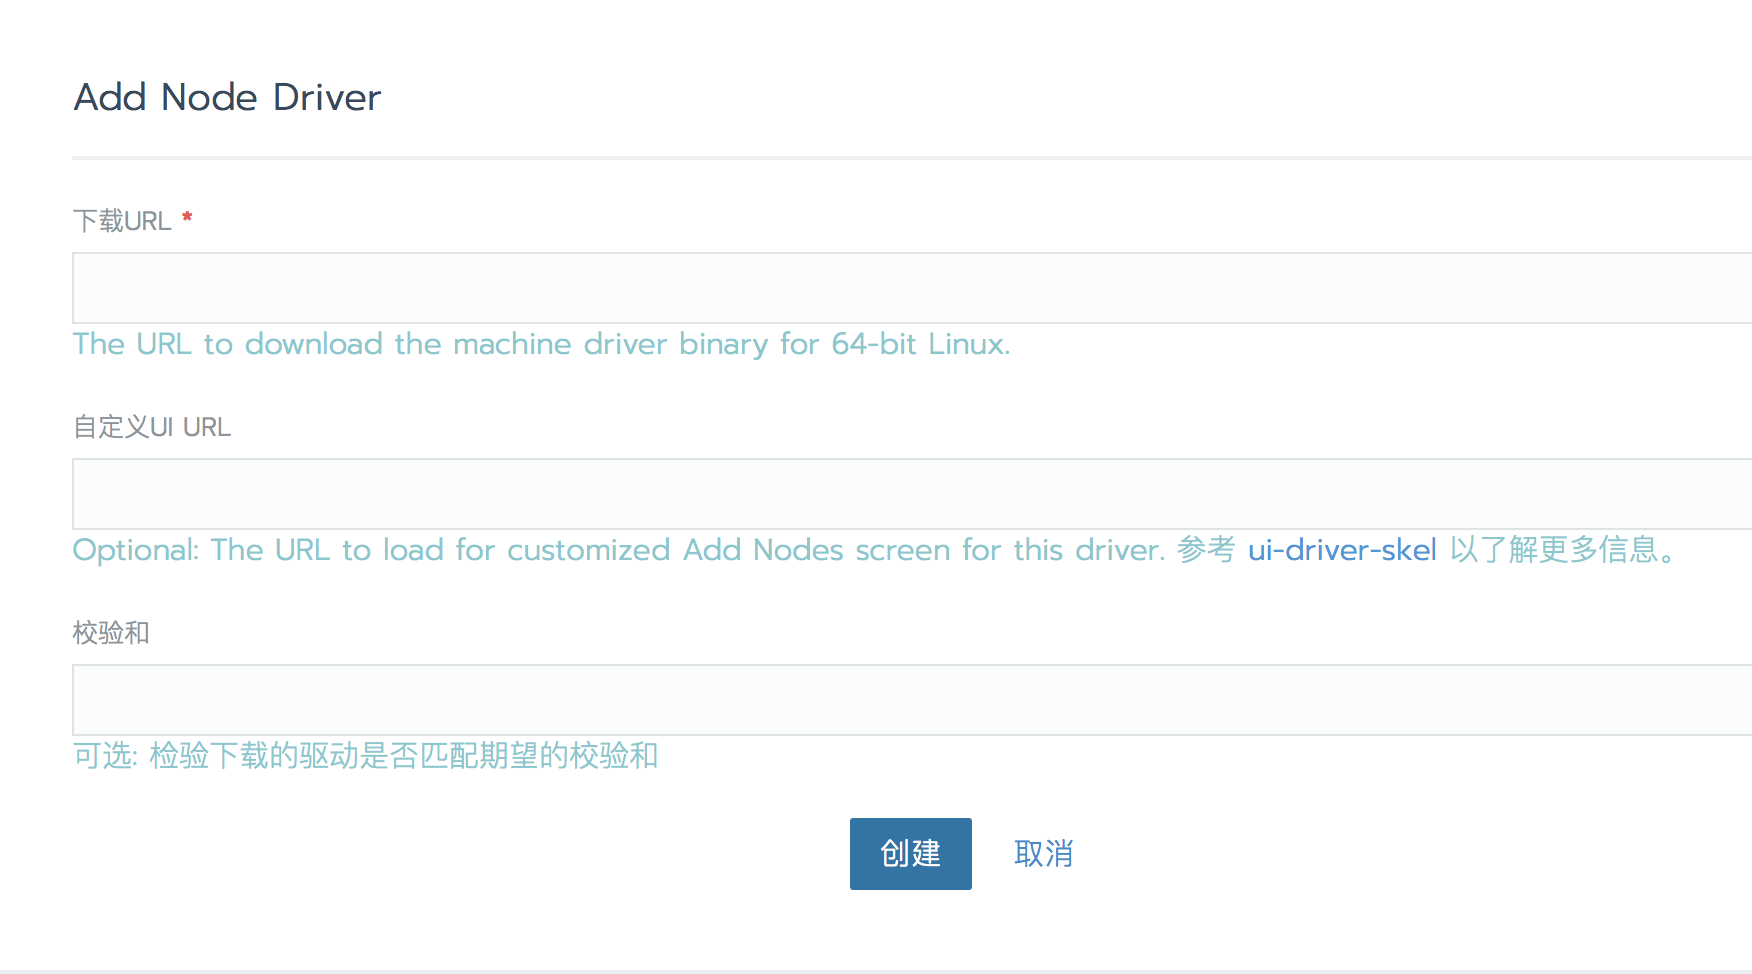 Add Node Driver
下载URL *
The URL to download the machine driver binary for 64-bit Linux.
自定义UI URL
Optional: The URL to load for customized Add Nodes screen for this driver. 参考 ui-driver-skel 以了解更多信息。
校验和
可选: 检验下载的驱动是否匹配期望的校验和
创建 取消